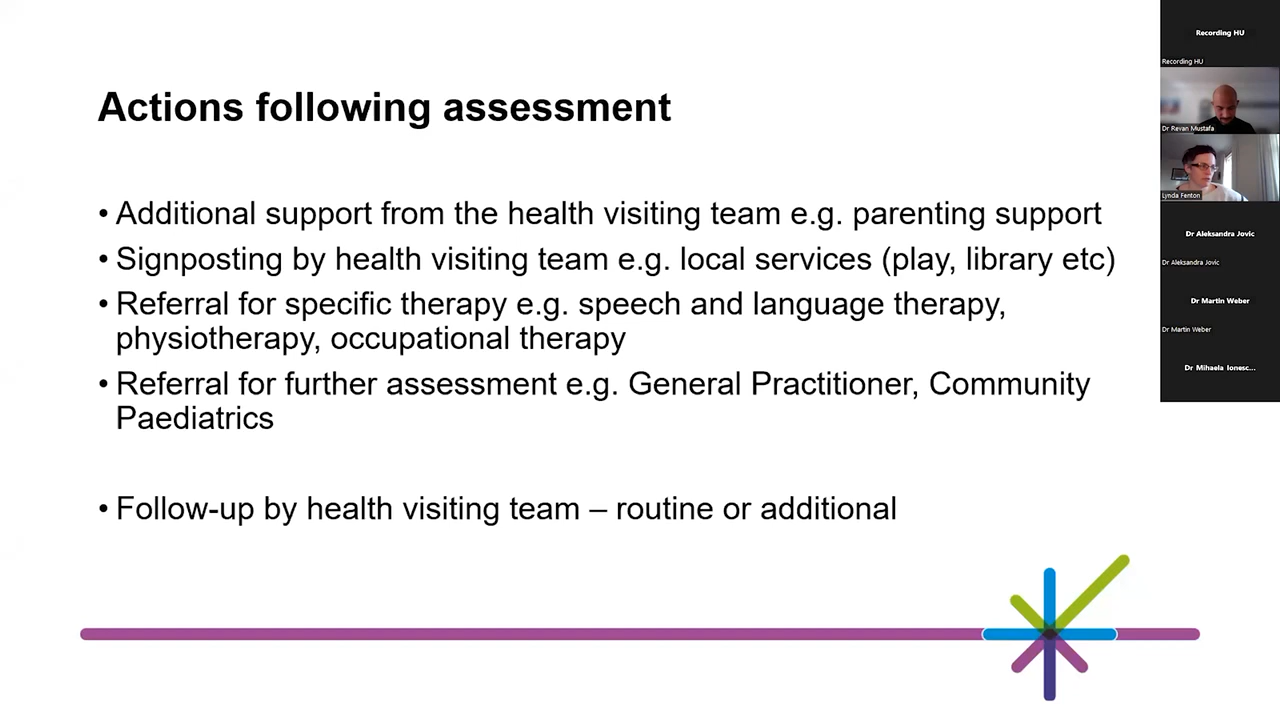 Actions following assessment
• Additional support from the health visiting team e.g. parenting support
• Signposting by health visiting team e.g. local services (play, library etc)
• Referral for specific therapy e.g. speech and language therapy,
physiotherapy, occupational therapy
• Referral for further assessment e.g. General Practitioner, Community
Paediatrics
• Follow-up by health visiting team – routine or additional
Recording HU
Recording HU
Dr Revan Mustafa
Lynda Fenton
Dr Aleksandra Jovic
Dr Aleksandra Jovic
Dr Martin Weber
Dr Martin Weber
Dr Mihaela Ionesc...